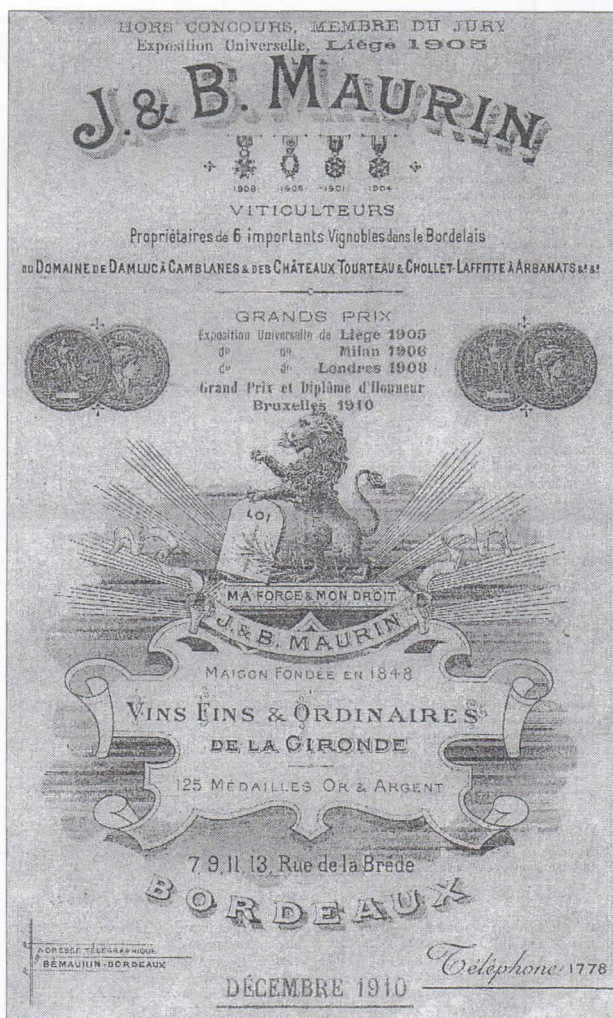 HORS CONCOURS, MEMBRE DU JURY
Exposition Universelle, Liège 1905
J. & B. MAURIN
1908 1906 1901 1904
VITICULTEURS
Propriétaires de 6 importants Vignobles dans le Bordelais
DU DOMAINE DE DAMLUC À CAMBLANES & DES CHÂTEAUX TOURTEAU & CHOLLET-LAFFITTE À ARBANATS &a &a
GRANDS PRIX
Exposition Universelle de Liège 1905
do do Milan 1906
do do Londres 1908
Grand Prix et Diplôme d'Honneur
Bruxelles 1910
LOI
MA FORCE & MON DROIT
J. & B. MAURIN
MAISON FONDÉE EN 1848
VINS FINS & ORDINAIRES
DE LA GIRONDE
125 MÉDAILLES OR & ARGENT
7, 9, 11, 13, Rue de la Brède
BORDEAUX
ADRESSE TÉLÉGRAPHIQUE
BÉMAURIN-BORDEAUX
Téléphone 1778
DÉCEMBRE 1910